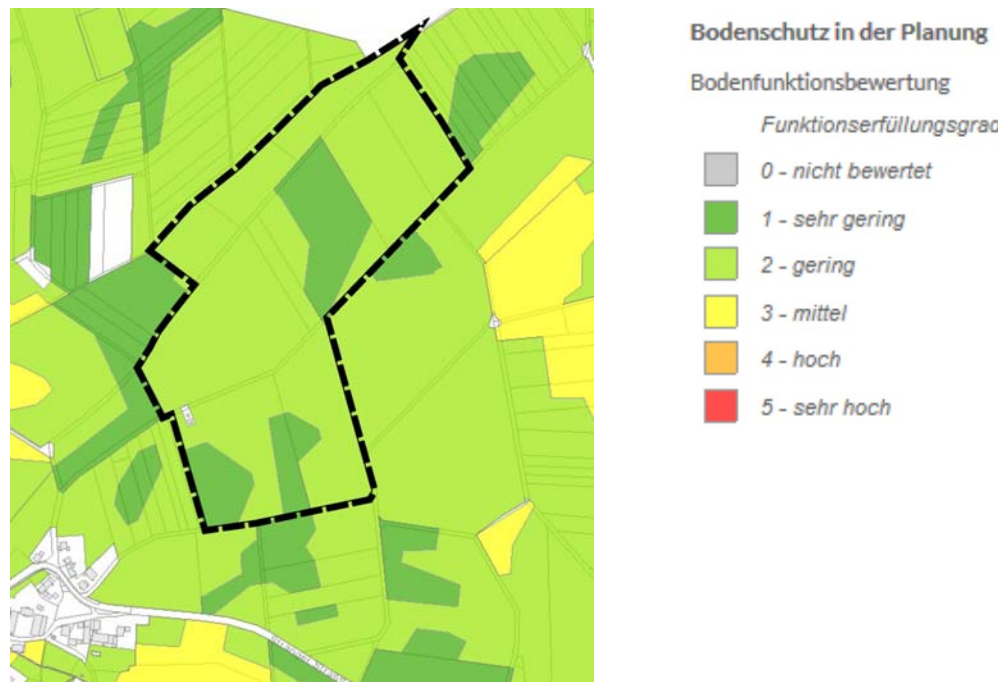 Bodenschutz in der Planung
Bodenfunktionsbewertung
Funktionserfüllungsgrad
0 - nicht bewertet
1 - sehr gering
2 - gering
3 - mittel
4 - hoch
5 - sehr hoch